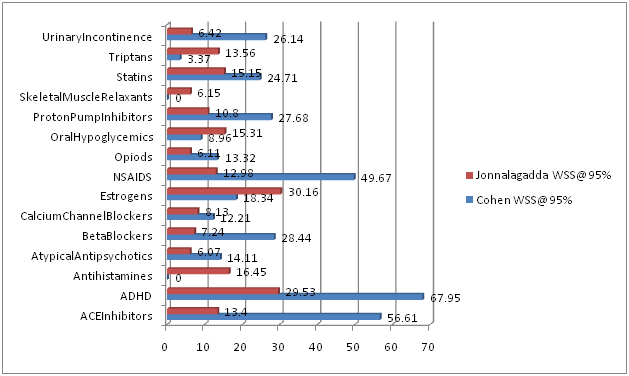 UrinaryIncontinence 6.42 26.14
Triptans 13.56 3.37
Statins 15.15 24.71
SkeletalMuscleRelaxants 6.15 0
ProtonPumpInhibitors 10.8 27.68
OralHypoglycemics 15.31 8.96
Opiods 6.11 13.32
NSAIDS 12.98 49.67
Estrogens 30.16 18.34
CalciumChannelBlockers 8.13 12.21
BetaBlockers 7.24 28.44
AtypicalAntipsychotics 6.07 14.11
Antihistamines 16.45 0
ADHD 29.53 67.95
ACEInhibitors 13.4 56.61
0 10 20 30 40 50 60 70
Jonnalagadda WSS@95%
Cohen WSS@95%